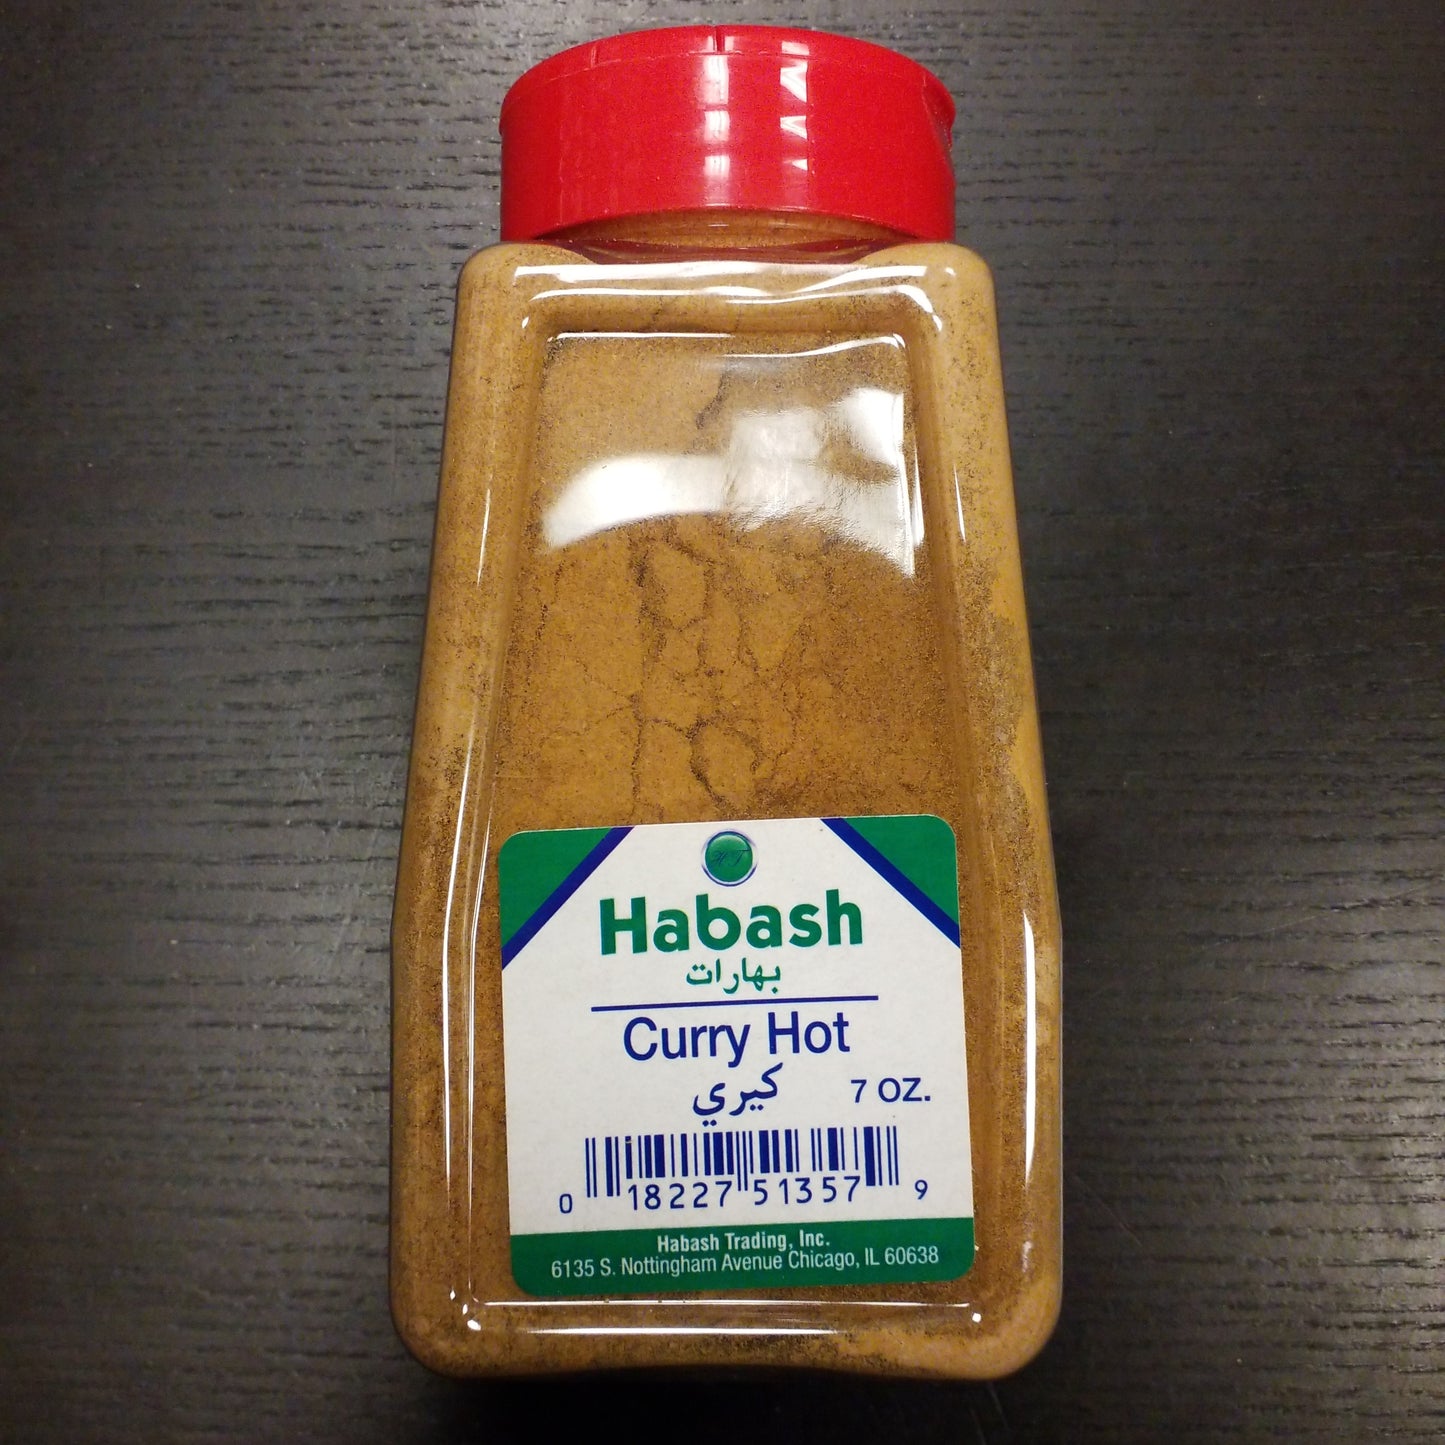 HT
Habash
بهارات
Curry Hot
كيري 7 OZ.
0 18227 51357 9
Habash Trading, Inc.
6135 S. Nottingham Avenue Chicago, IL 60638